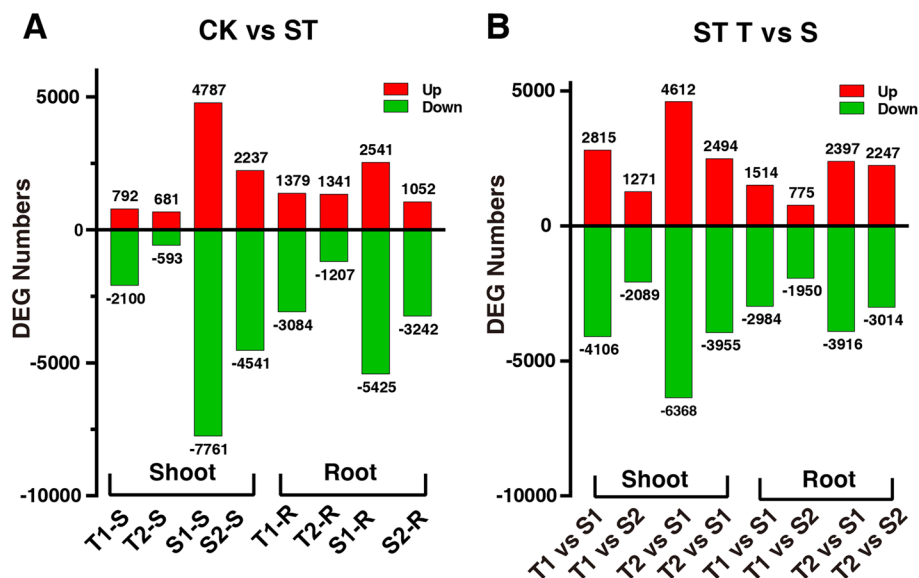 A
CK vs ST
Up
Down
DEG Numbers
5000
0
-5000
-10000
792
681
4787
2237
1379
1341
2541
1052
-2100
-593
-7761
-4541
-3084
-1207
-5425
-3242
Shoot
Root
T1-S
T2-S
S1-S
S2-S
T1-R
T2-R
S1-R
S2-R
B
ST T vs S
Up
Down
DEG Numbers
5000
0
-5000
-10000
2815
1271
4612
2494
1514
775
2397
2247
-4106
-2089
-6368
-3955
-2984
-1950
-3916
-3014
Shoot
Root
T1 vs S1
T1 vs S2
T2 vs S1
T2 vs S1
T1 vs S1
T1 vs S2
T2 vs S1
T2 vs S2